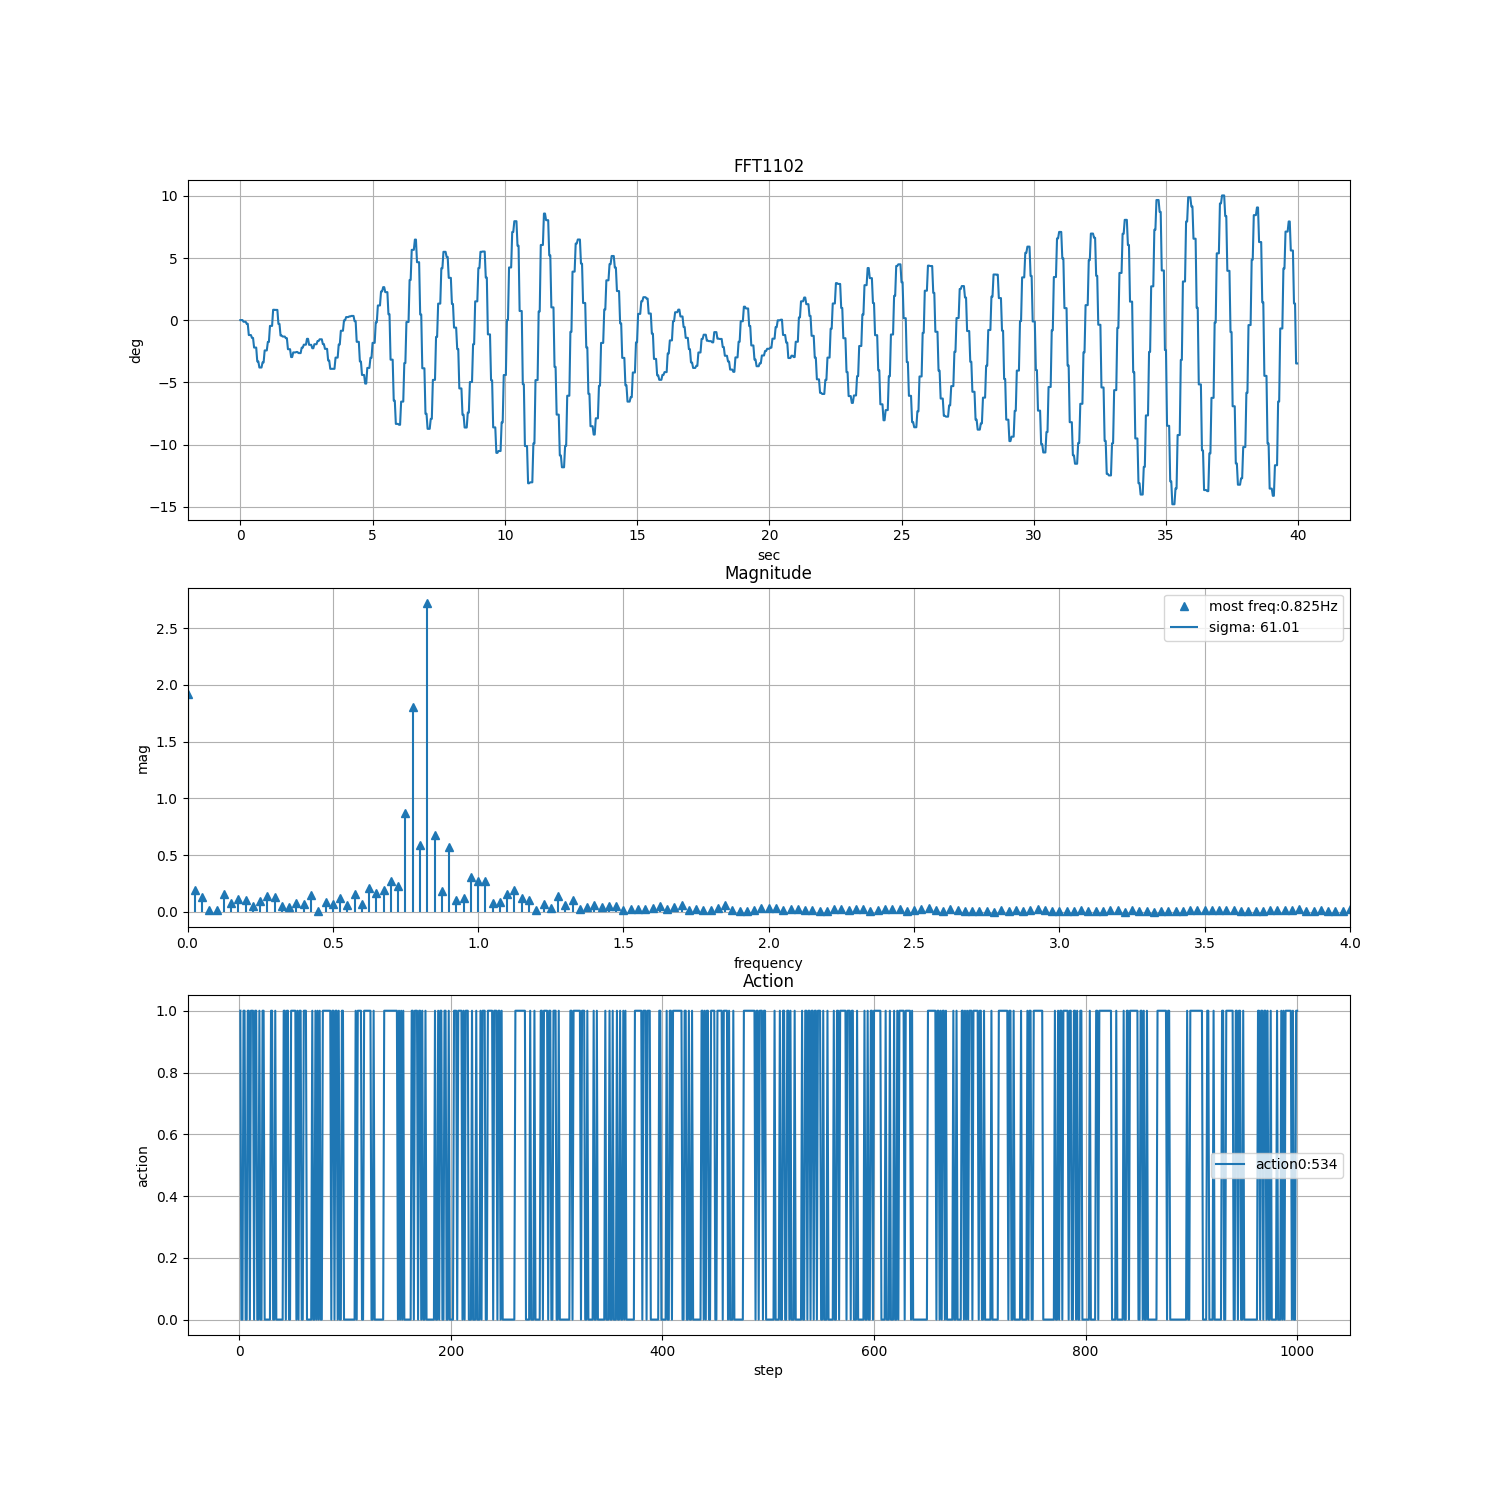 FFT1102
10
5
0
−5
−10
−15
deg
0 5 10 15 20 25 30 35 40
sec
Magnitude
most freq:0.825Hz
sigma: 61.01
2.5
2.0
1.5
1.0
0.5
0.0
mag
0.0 0.5 1.0 1.5 2.0 2.5 3.0 3.5 4.0
frequency
Action
1.0
0.8
0.6
0.4
0.2
0.0
action
action0:534
0 200 400 600 800 1000
step